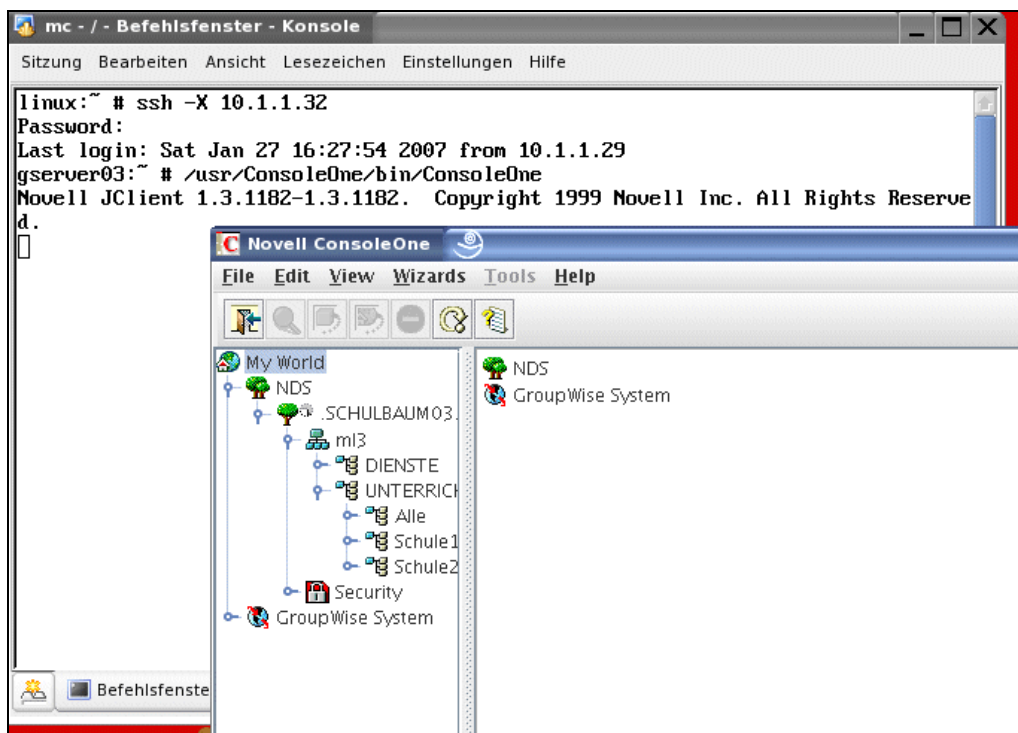 mc - / - Befehlsfenster - Konsole
Sitzung Bearbeiten Ansicht Lesezeichen Einstellungen Hilfe
linux:~ # ssh -X 10.1.1.32
Password:
Last login: Sat Jan 27 16:27:54 2007 from 10.1.1.29
gserver03:~ # /usr/ConsoleOne/bin/ConsoleOne
Novell JClient 1.3.1182-1.3.1182.  Copyright 1999 Novell Inc. All Rights Reserve
d.
Novell ConsoleOne
File Edit View Wizards Tools Help
My World
NDS
.SCHULBAUM03.
ml3
DIENSTE
UNTERRICH
Alle
Schule1
Schule2
Security
GroupWise System
NDS
GroupWise System
Befehlsfenste